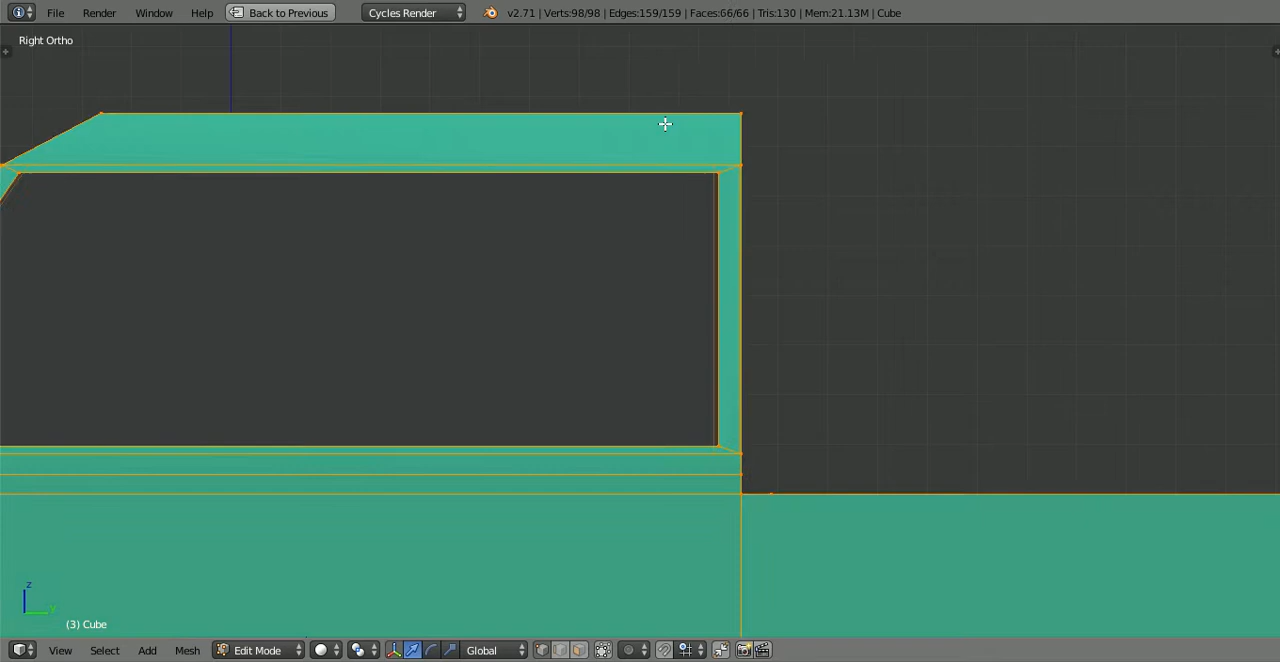 File Render Window Help Back to Previous Cycles Render v2.71 | Verts:98/98 | Edges:159/159 | Faces:66/66 | Tris:130 | Mem:21.13M | Cube
Right Ortho
z
y
(3) Cube
View Select Add Mesh Edit Mode Global